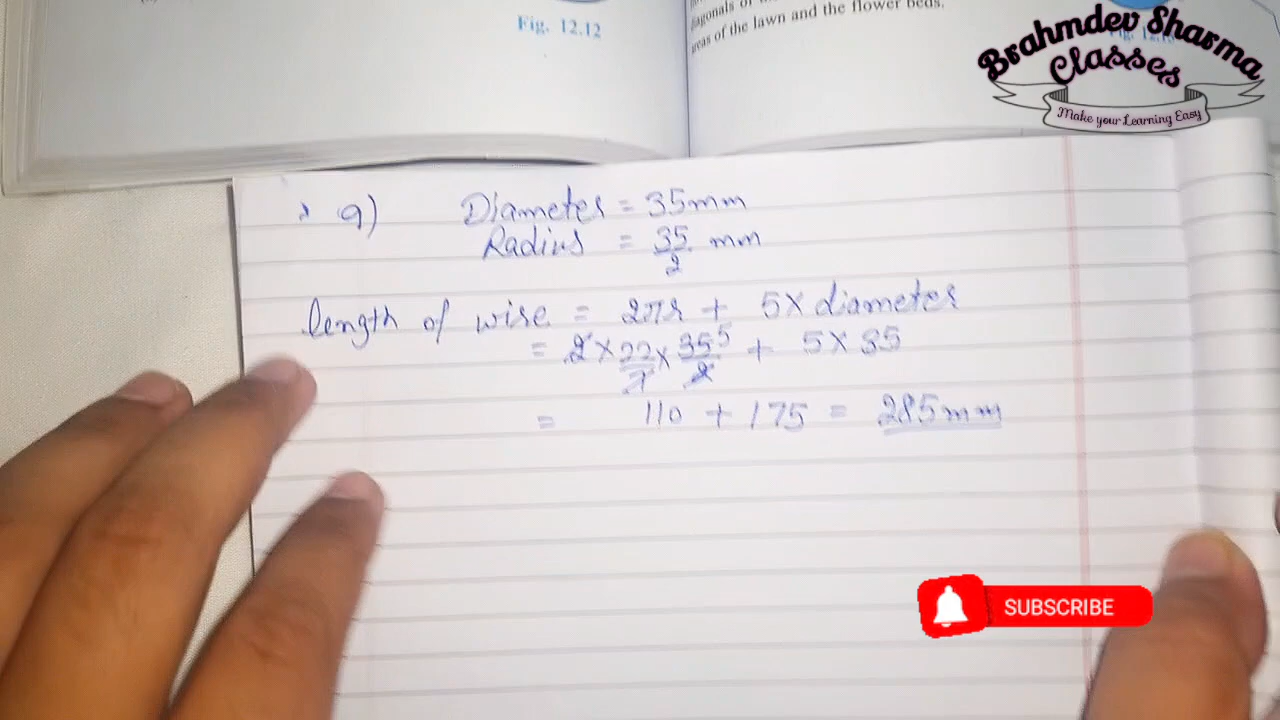 Fig. 12.12
diagonals of
areas of the lawn and the flower beds.
Brahmdev Sharma
Classes
Make your Learning Easy
9) Diameter = 35mm
Radius = 35/2 mm
length of wire = 2πr + 5× diameter
= 2 × 22/7 × 35/2 5 + 5×35
= 110 + 175 = 285mm
SUBSCRIBE